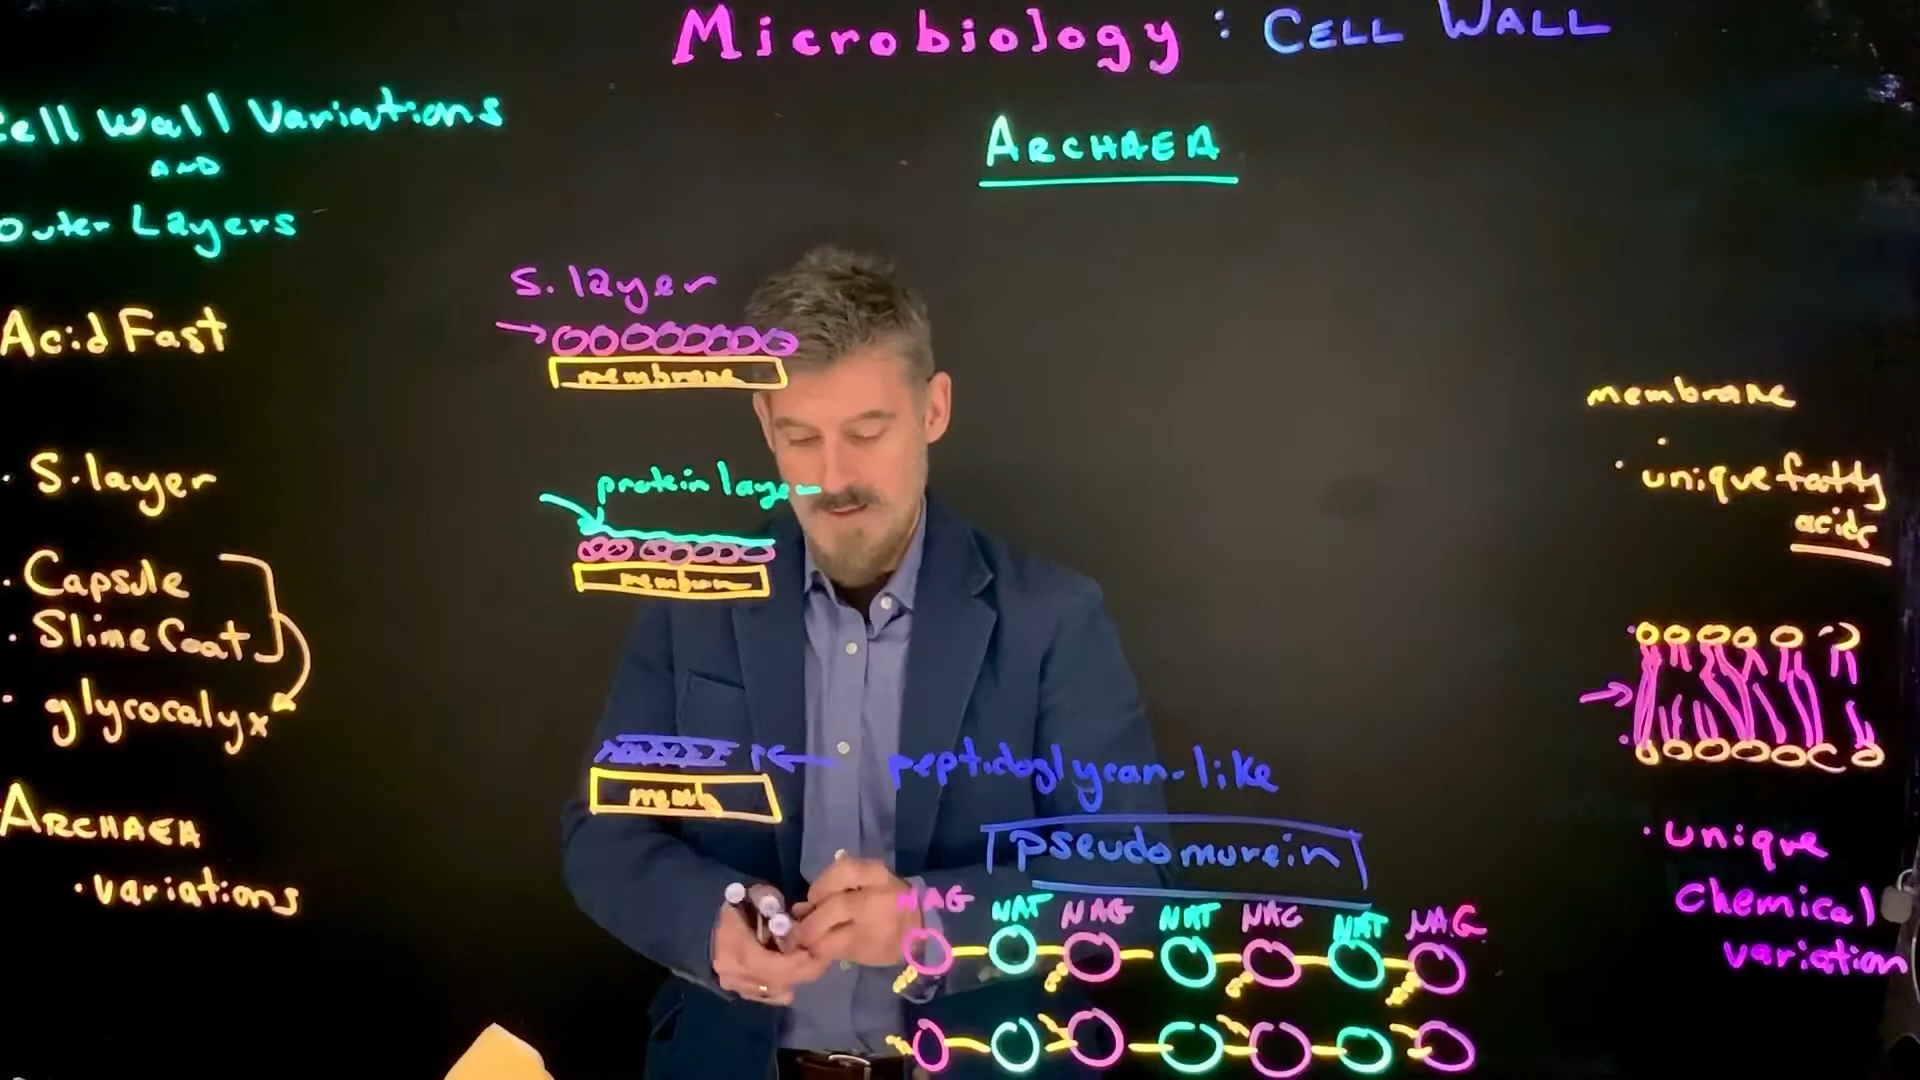 Microbiology : CELL WALL
Cell Wall Variations
AND
Outer Layers
Acid Fast
· S-layer
· Capsule
· Slime Coat
· glycocalyx
ARCHAEA
· variations
ARCHAEA
S-layer
membrane
protein layer
peptidoglycan-like
pseudomurein
NAG NAT NAG NAT NAG NAT NAG
membrane
· unique fatty
acids
· unique
chemical
variation